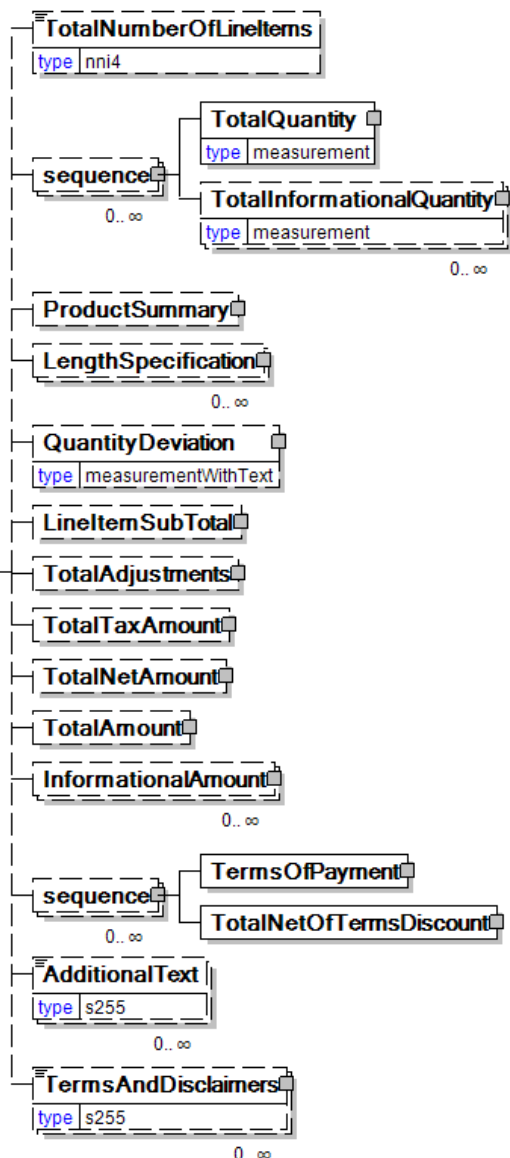 TotalNumberOfLineItems
type nni4
TotalQuantity
type measurement
sequence
0.. ∞
TotalInformationalQuantity
type measurement
0.. ∞
ProductSummary
LengthSpecification
0.. ∞
QuantityDeviation
type measurementWithText
LineItemSubTotal
TotalAdjustments
TotalTaxAmount
TotalNetAmount
TotalAmount
InformationalAmount
0.. ∞
TermsOfPayment
sequence
0.. ∞
TotalNetOfTermsDiscount
AdditionalText
type s255
0.. ∞
TermsAndDisclaimers
type s255
0.. ∞